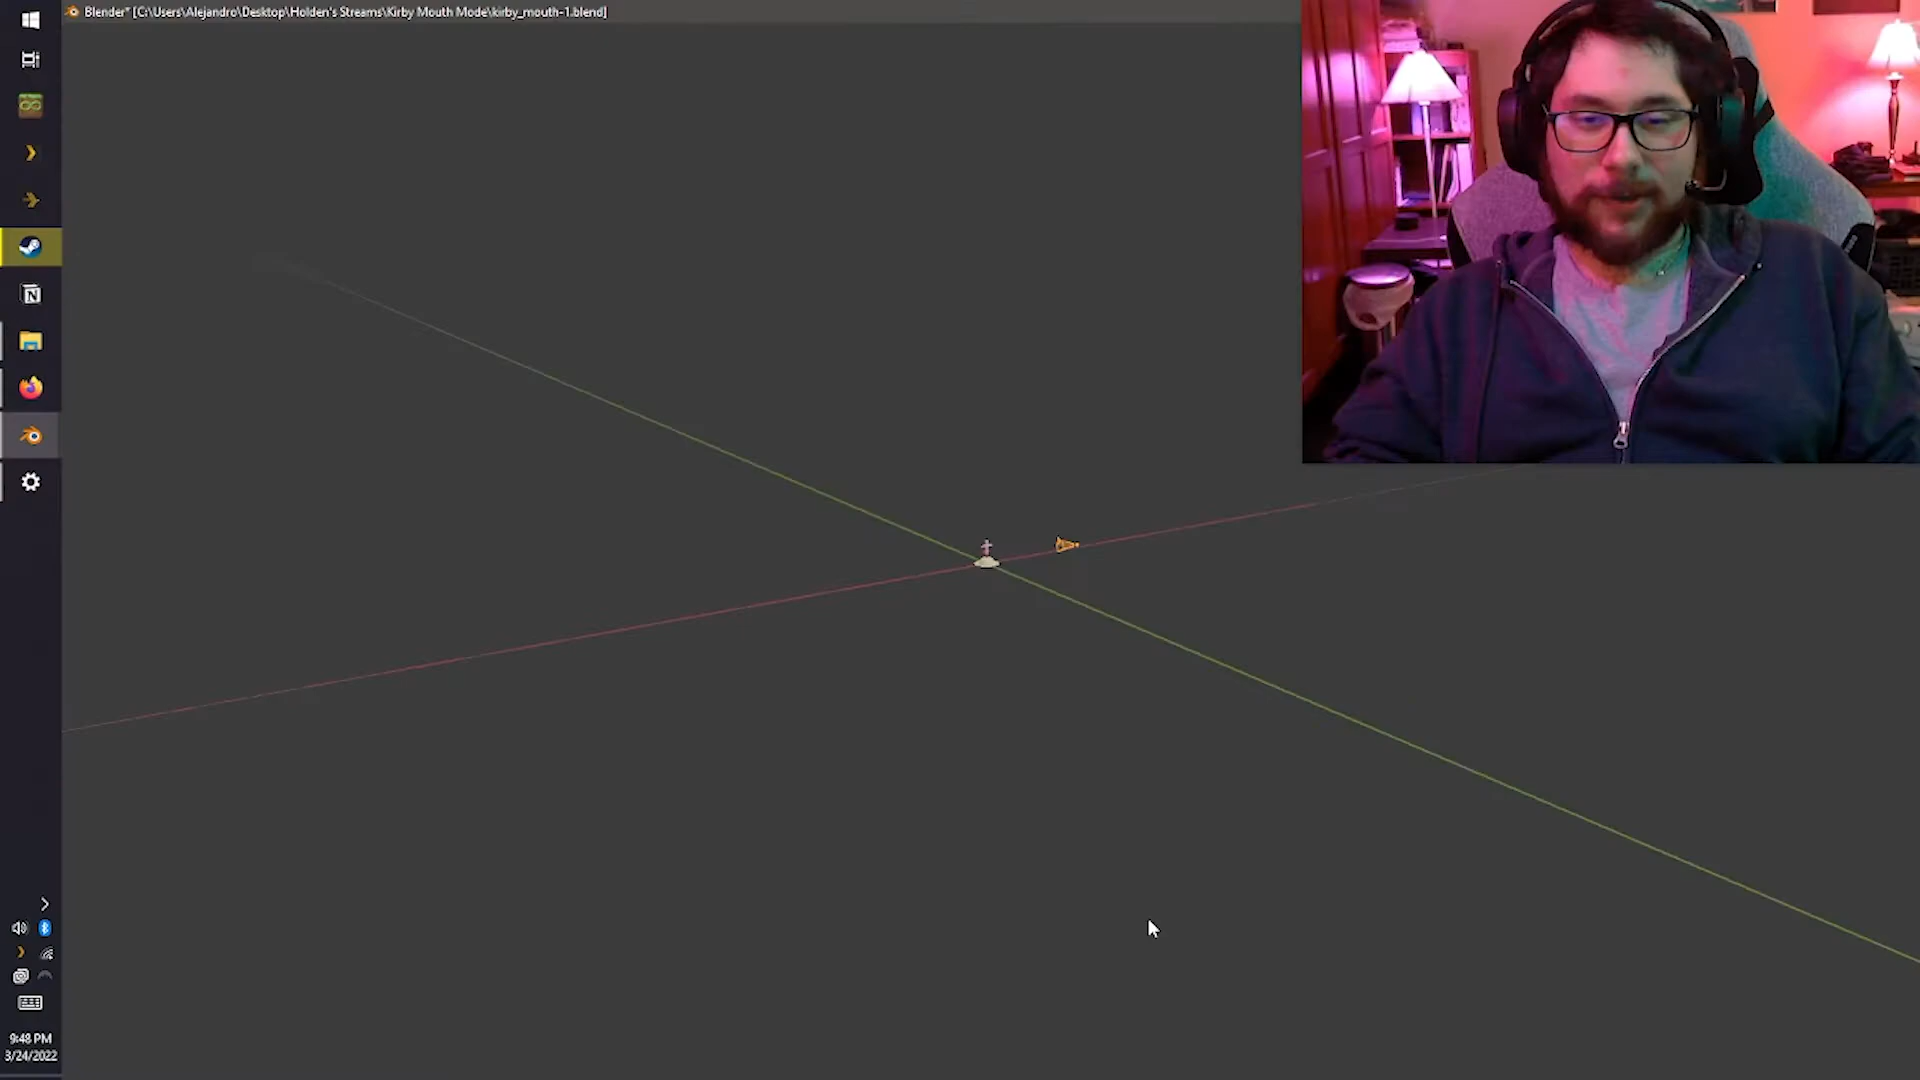 Blender* [C:\Users\Alejandro\Desktop\Holden's Streams\Kirby Mouth Mode\kirby_mouth-1.blend]
9:48 PM
3/24/2022